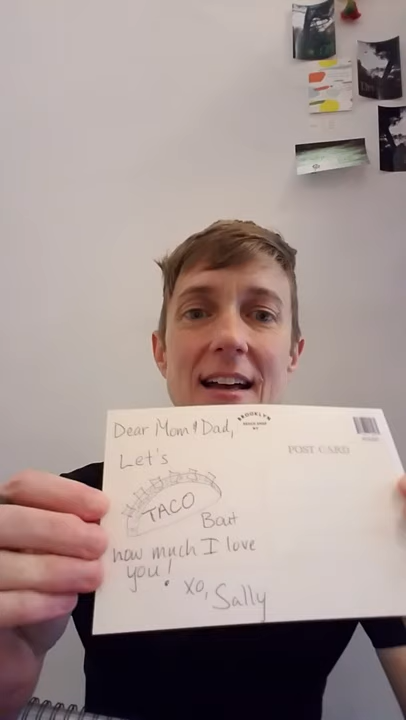 Dear Mom & Dad,
Let's
TACO
Bout
how much I love
you!
xo, Sally
BROOKLYN
POST CARD